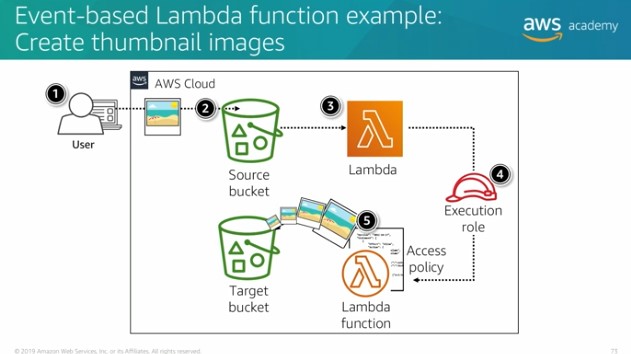 Event-based Lambda function example:
Create thumbnail images
aws academy
aws
AWS Cloud
1
2
3
User
Source
bucket
Lambda
4
Execution
role
5
Access
policy
Target
bucket
Lambda
function
© 2019 Amazon Web Services, Inc. or its Affiliates. All rights reserved.